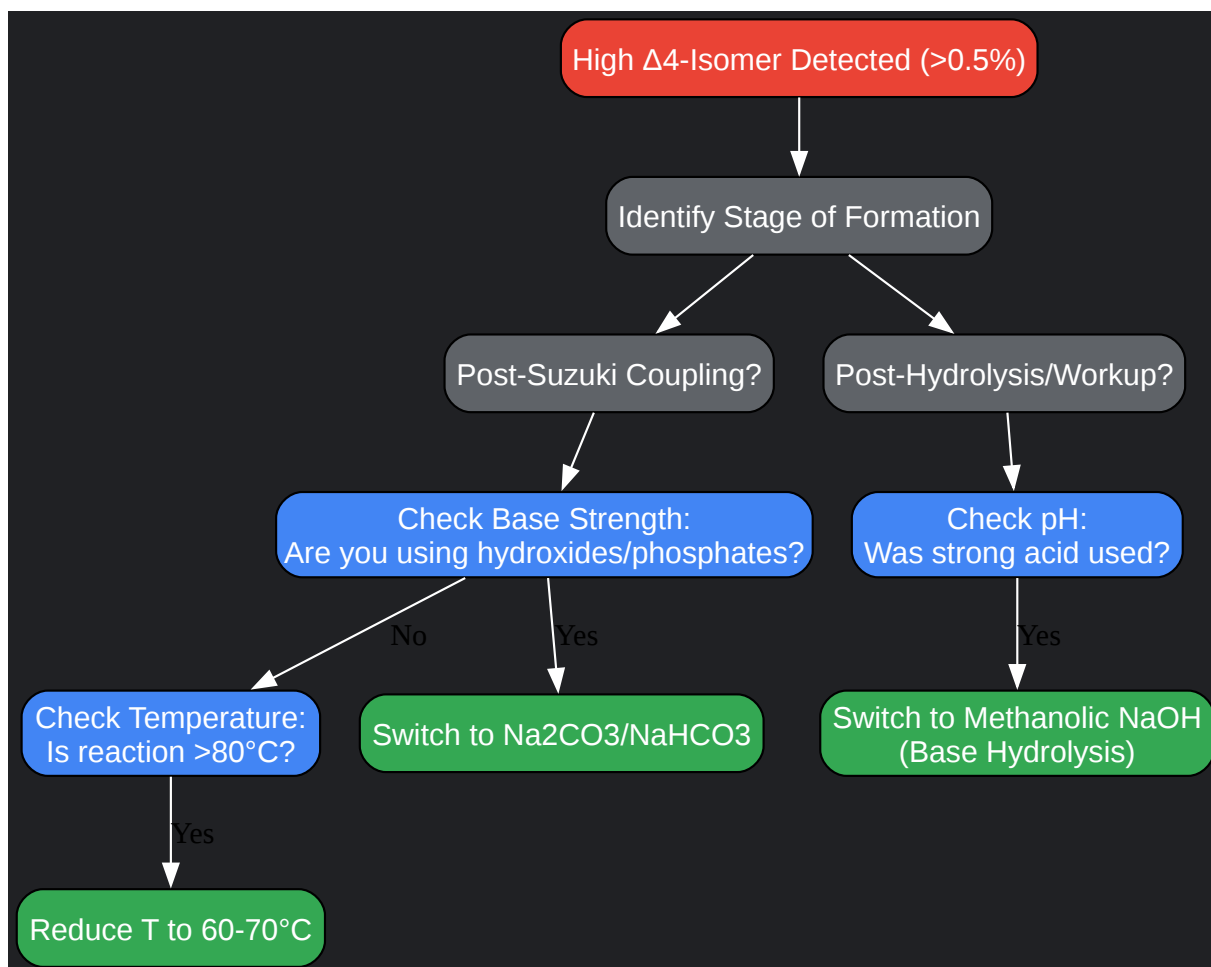 High Δ4-Isomer Detected (>0.5%)
Identify Stage of Formation
Post-Suzuki Coupling?
Post-Hydrolysis/Workup?
Check Base Strength:
Are you using hydroxides/phosphates?
Check pH:
Was strong acid used?
No
Yes
Yes
Check Temperature:
Is reaction >80°C?
Switch to Na2CO3/NaHCO3
Switch to Methanolic NaOH
(Base Hydrolysis)
Yes
Reduce T to 60-70°C